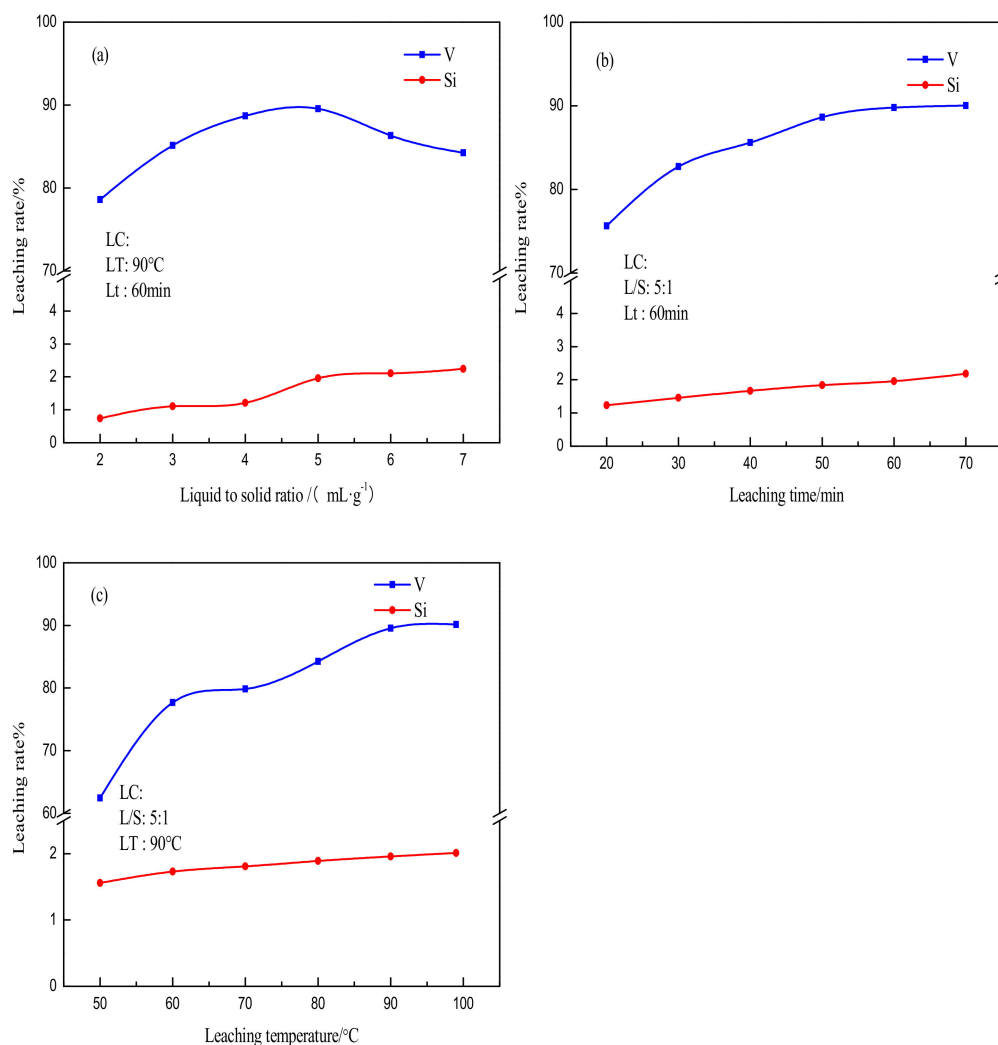 (a)
V
Si
100
90
80
70
4
3
2
1
0
Leaching rate/%
LC:
LT: 90°C
Lt : 60min
2 3 4 5 6 7
Liquid to solid ratio /( mL·g⁻¹)
(b)
V
Si
100
90
80
70
4
3
2
1
0
Leaching rate%
LC:
L/S: 5:1
Lt : 60min
20 30 40 50 60 70
Leaching time/min
(c)
V
Si
100
90
80
70
60
2
1
0
Leaching rate%
LC:
L/S: 5:1
LT : 90°C
50 60 70 80 90 100
Leaching temperature/°C